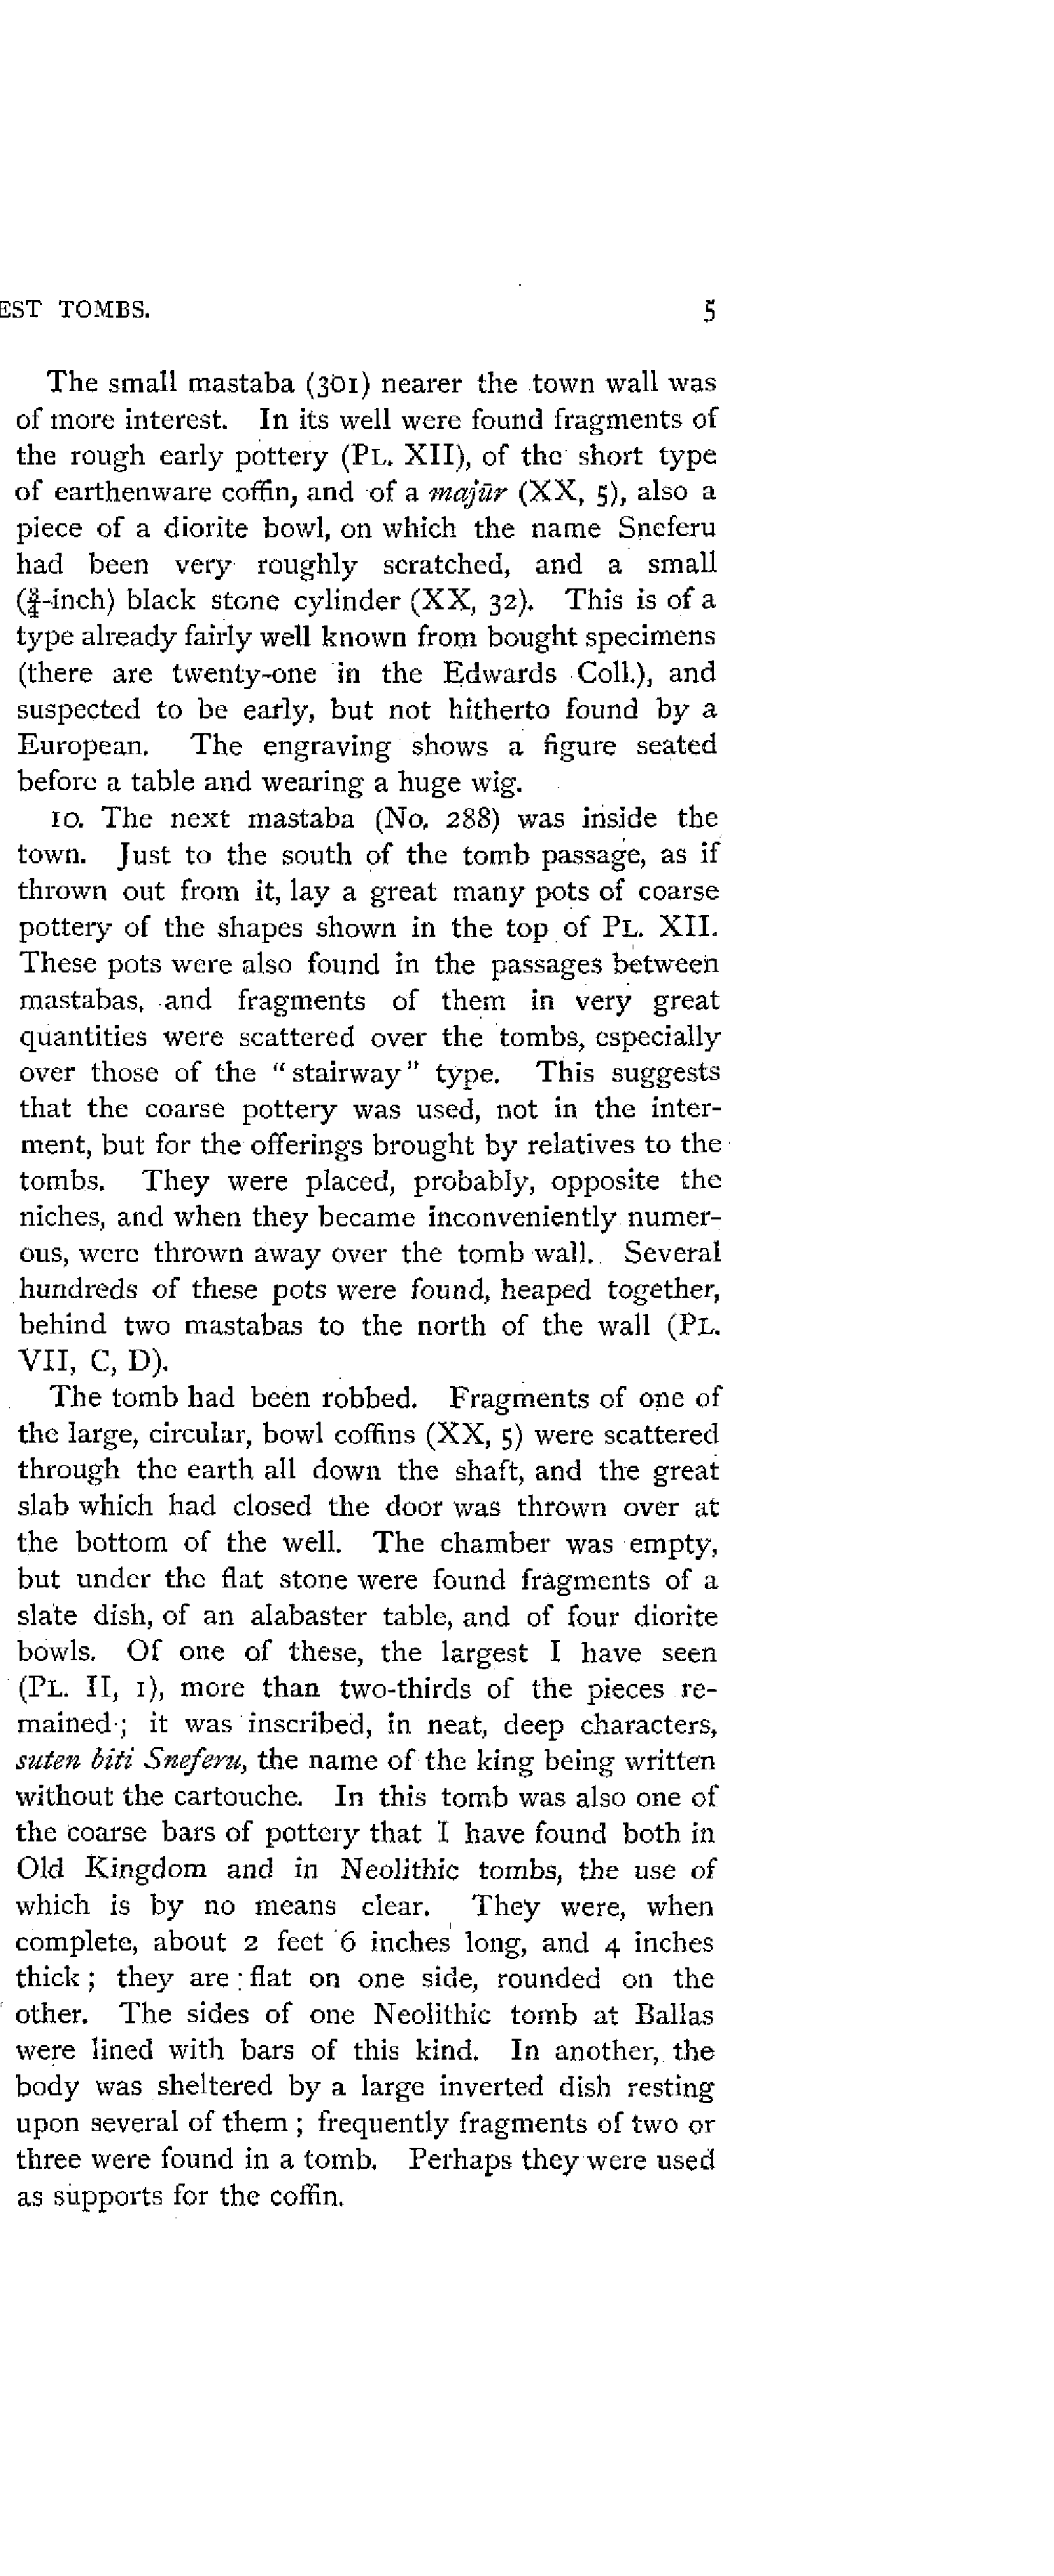 EST TOMBS. 5
The small mastaba (301) nearer the town wall was
of more interest. In its well were found fragments of
the rough early pottery (PL. XII), of the short type
of earthenware coffin, and of a majūr (XX, 5), also a
piece of a diorite bowl, on which the name Sneferu
had been very roughly scratched, and a small
(¾-inch) black stone cylinder (XX, 32). This is of a
type already fairly well known from bought specimens
(there are twenty-one in the Edwards Coll.), and
suspected to be early, but not hitherto found by a
European. The engraving shows a figure seated
before a table and wearing a huge wig.
10. The next mastaba (No. 288) was inside the
town. Just to the south of the tomb passage, as if
thrown out from it, lay a great many pots of coarse
pottery of the shapes shown in the top of PL. XII.
These pots were also found in the passages between
mastabas, and fragments of them in very great
quantities were scattered over the tombs, especially
over those of the "stairway" type. This suggests
that the coarse pottery was used, not in the inter-
ment, but for the offerings brought by relatives to the
tombs. They were placed, probably, opposite the
niches, and when they became inconveniently numer-
ous, were thrown away over the tomb wall. Several
hundreds of these pots were found, heaped together,
behind two mastabas to the north of the wall (PL.
VII, C, D).
The tomb had been robbed. Fragments of one of
the large, circular, bowl coffins (XX, 5) were scattered
through the earth all down the shaft, and the great
slab which had closed the door was thrown over at
the bottom of the well. The chamber was empty,
but under the flat stone were found fragments of a
slate dish, of an alabaster table, and of four diorite
bowls. Of one of these, the largest I have seen
(PL. II, 1), more than two-thirds of the pieces re-
mained; it was inscribed, in neat, deep characters,
suten biti Sneferu, the name of the king being written
without the cartouche. In this tomb was also one of
the coarse bars of pottery that I have found both in
Old Kingdom and in Neolithic tombs, the use of
which is by no means clear. They were, when
complete, about 2 feet 6 inches long, and 4 inches
thick; they are flat on one side, rounded on the
other. The sides of one Neolithic tomb at Ballas
were lined with bars of this kind. In another, the
body was sheltered by a large inverted dish resting
upon several of them; frequently fragments of two or
three were found in a tomb. Perhaps they were used
as supports for the coffin.